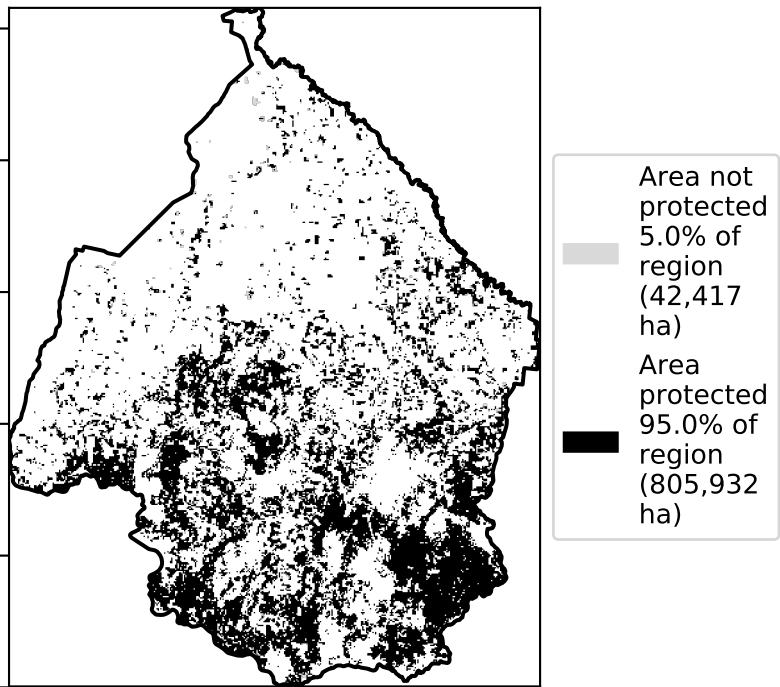 Area not
protected
5.0% of
region
(42,417
ha)
Area
protected
95.0% of
region
(805,932
ha)